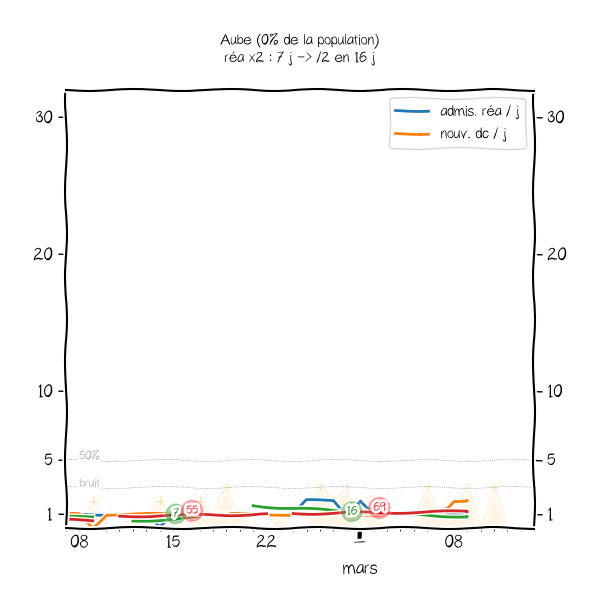 Aube (0% de la population)
réa x2 : 7 j -> /2 en 16 j
admis. réa / j
nouv. dc / j
30 30
20 20
10 10
50%
5 5
bruit
1 7 55 16 69 1
08 15 22 1 08
mars